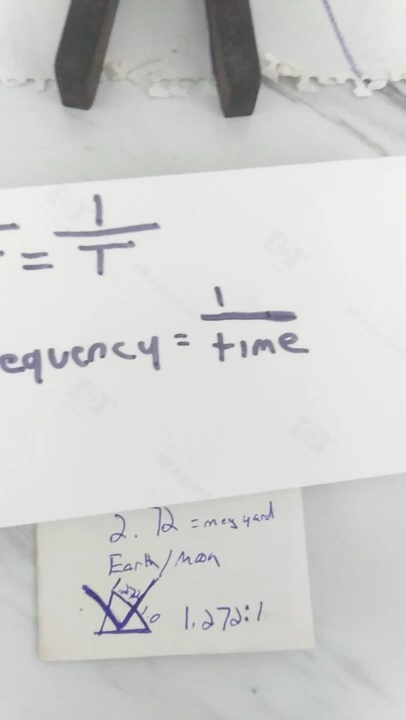 = 1
T
equency = 1
time
2.72 = meg yard
Earth/Moon
1.272:1